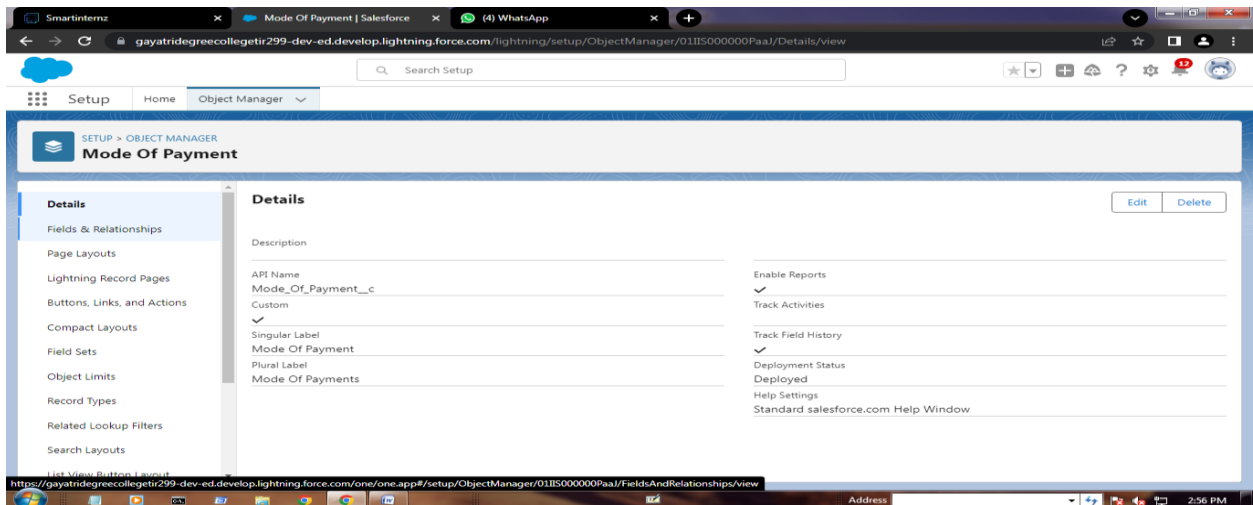 Smartinternz
Mode Of Payment | Salesforce
(4) WhatsApp
gayatridegreecollegetir299-dev-ed.develop.lightning.force.com/lightning/setup/ObjectManager/01IIS000000PaaJ/Details/view
Search Setup
12
Setup
Home
Object Manager
SETUP > OBJECT MANAGER
Mode Of Payment
Details
Fields & Relationships
Page Layouts
Lightning Record Pages
Buttons, Links, and Actions
Compact Layouts
Field Sets
Object Limits
Record Types
Related Lookup Filters
Search Layouts
List View Button Layout
Details
Edit
Delete
Description
API Name
Mode_Of_Payment__c
Custom
Singular Label
Mode Of Payment
Plural Label
Mode Of Payments
Enable Reports
Track Activities
Track Field History
Deployment Status
Deployed
Help Settings
Standard salesforce.com Help Window
https://gayatridegreecollegetir299-dev-ed.develop.lightning.force.com/one/one.app#/setup/ObjectManager/01IIS000000PaaJ/FieldsAndRelationships/view
Address
2:56 PM